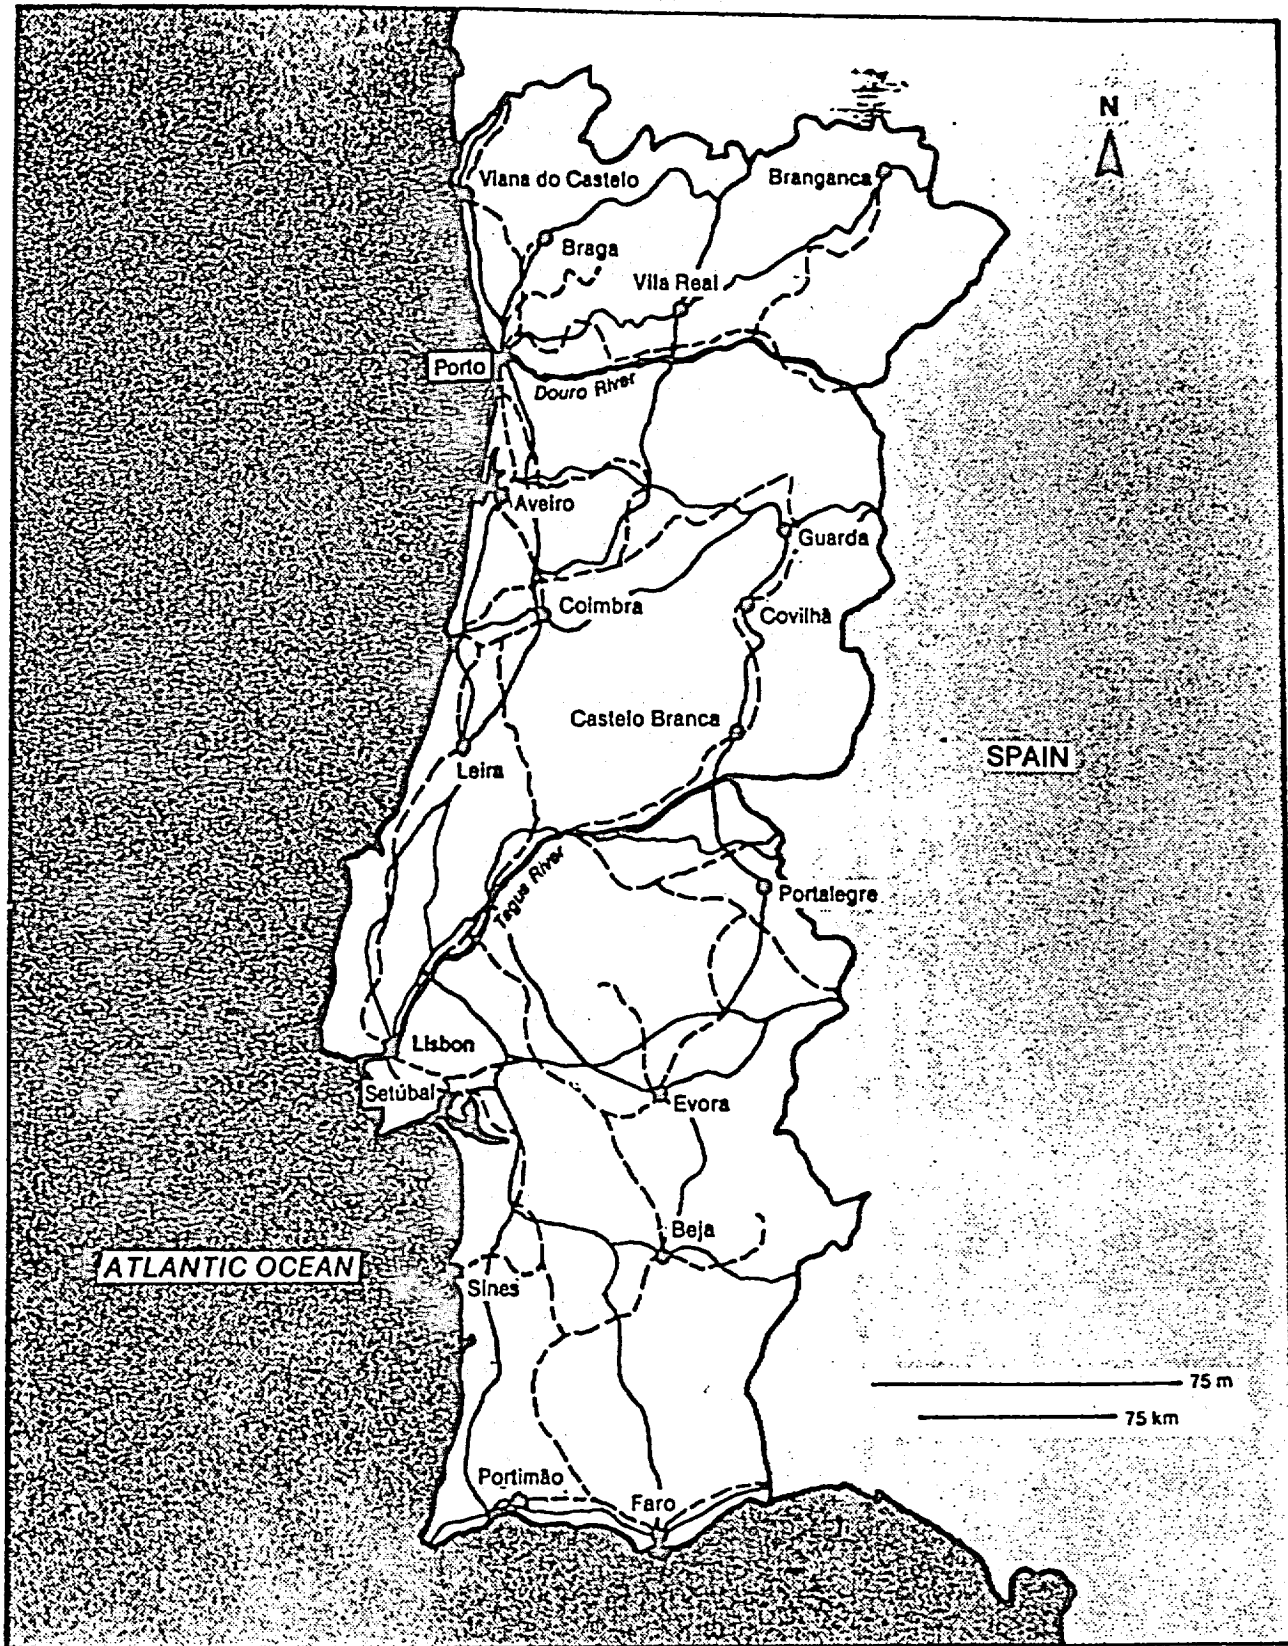 N
Viana do Castelo
Branganca
Braga
Vila Real
Porto
Douro River
Aveiro
Guarda
Coimbra
Covilhã
Castelo Branca
SPAIN
Leira
Tagus River
Portalegre
Lisbon
Setúbal
Evora
Beja
ATLANTIC OCEAN
Sines
75 m
75 km
Portimão
Faro